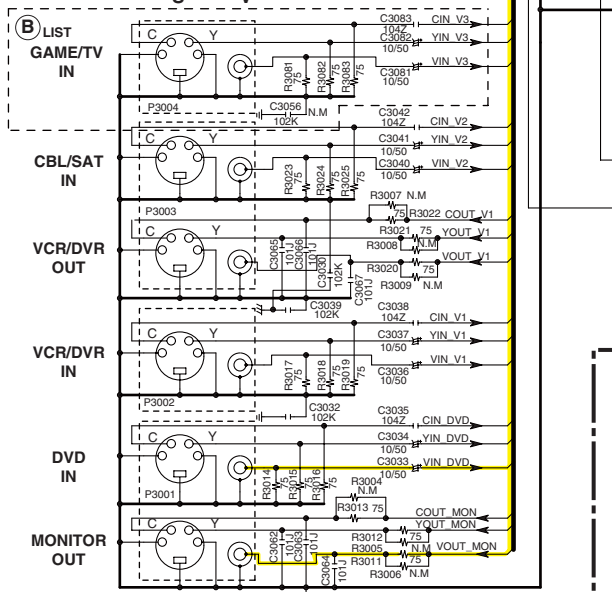 B LIST
GAME/TV
IN
C Y
P3004
R3081
75
R3082
75
R3083
75
C3083 CIN_V3
104Z
C3082 YIN_V3
10/50
VIN_V3
C3081
10/50
C3056 N.M
102K
CBL/SAT
IN
C Y
P3003
R3023
75
R3024
75
R3025
75
C3042
104Z CIN_V2
C3041 YIN_V2
10/50
C3040 VIN_V2
10/50
VCR/DVR
OUT
C Y
C3065
101J
C3066
101J
C3030
102K
C3067
101J
R3007 N.M
75 R3022 COUT_V1
R3021 75 YOUT_V1
R3008 N.M
VOUT_V1
R3020 75
R3009 N.M
C3039
102K
VCR/DVR
IN
C Y
P3002
R3017
75
R3018
75
R3019
75
C3038
104Z CIN_V1
C3037 YIN_V1
10/50
VIN_V1
C3036
10/50
C3032
102K
DVD
IN
C Y
P3001
R3014
75
R3015
75
R3016
75
C3035
104Z CIN_DVD
C3034 YIN_DVD
10/50
C3033 VIN_DVD
10/50
MONITOR
OUT
C Y
C3062
101J
C3063
101J
C3064
101J
R3004
N.M
R3013 75 COUT_MON
YOUT_MON
R3012 75
R3005 N.M VOUT_MON
R3011 75
R3006 N.M